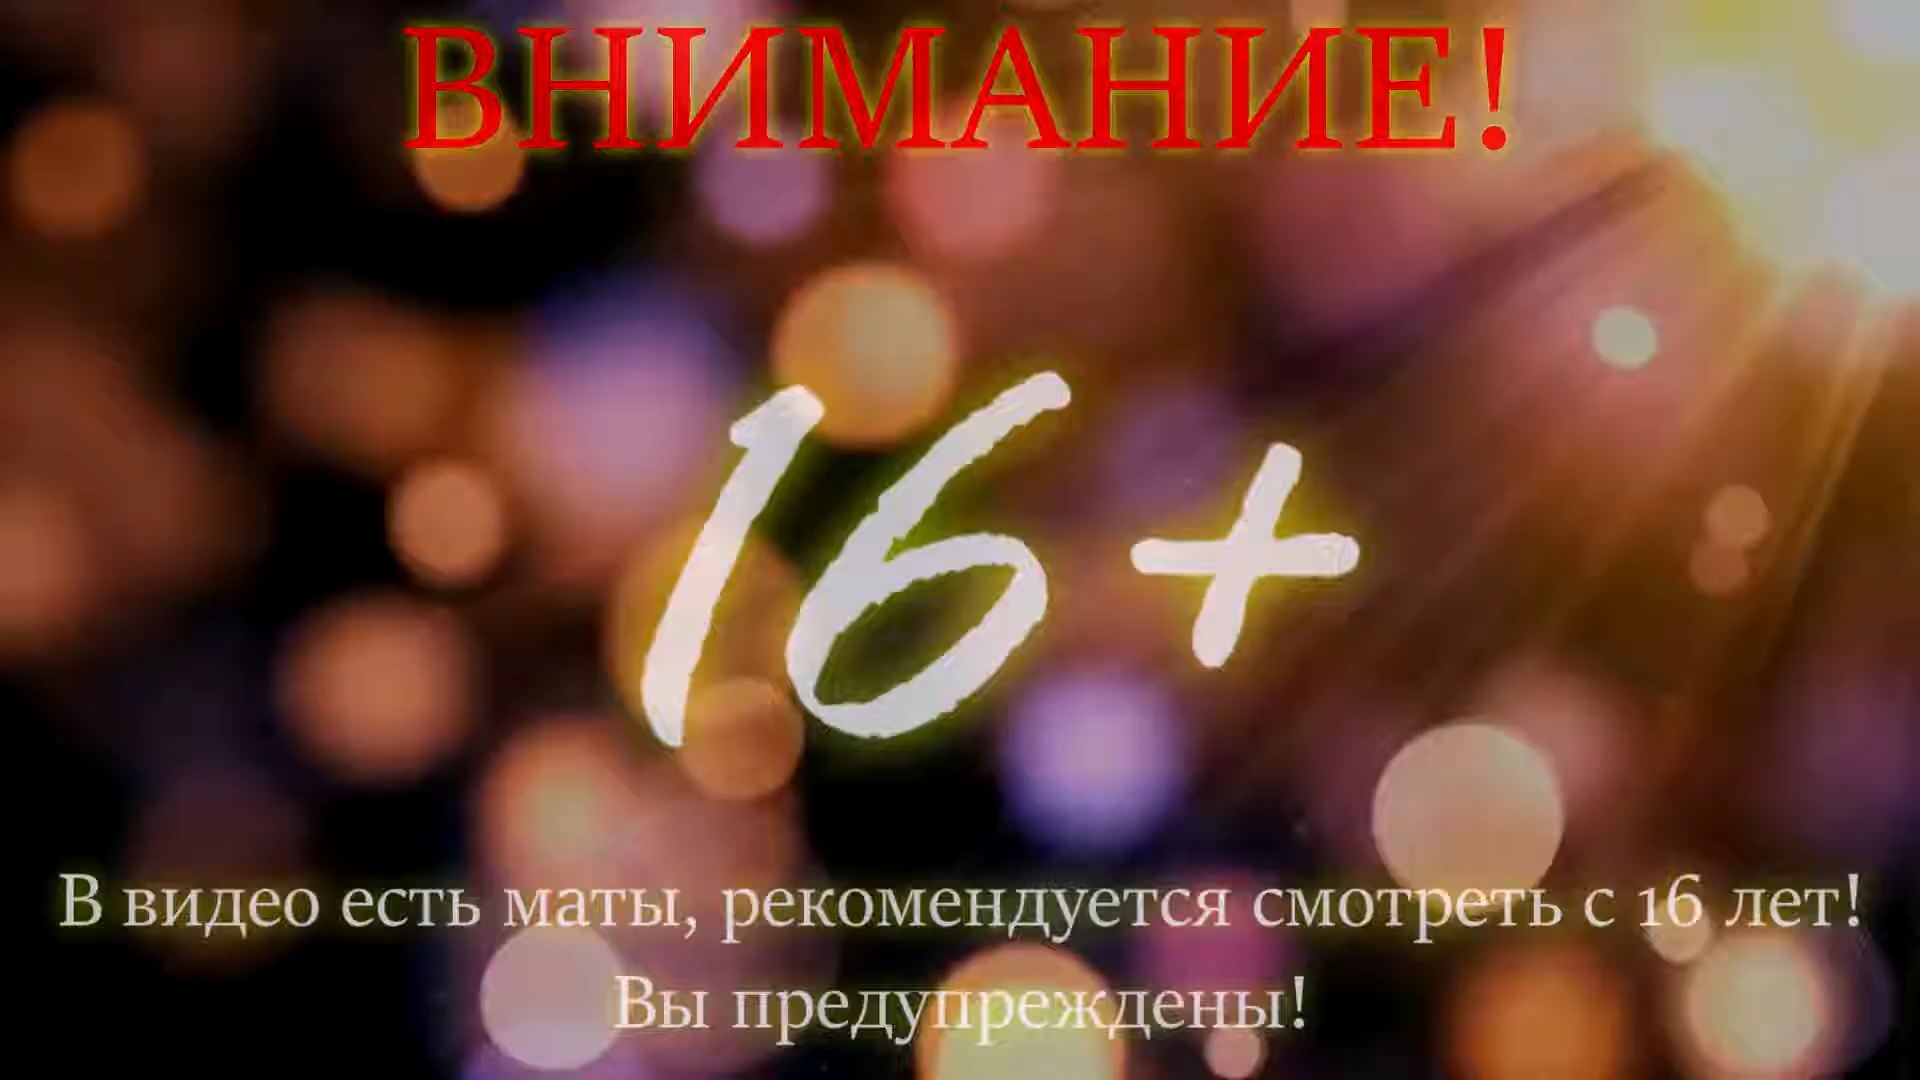 ВНИМАНИЕ!
16+
В видео есть маты, рекомендуется смотреть с 16 лет!
Вы предупреждены!